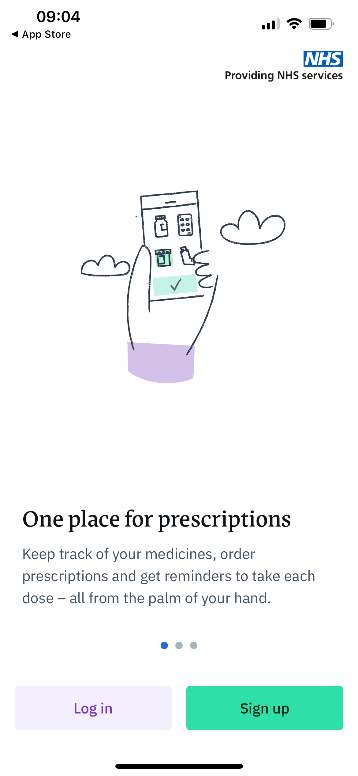 09:04
◀ App Store
NHS
Providing NHS services
One place for prescriptions
Keep track of your medicines, order
prescriptions and get reminders to take each
dose – all from the palm of your hand.
Log in
Sign up